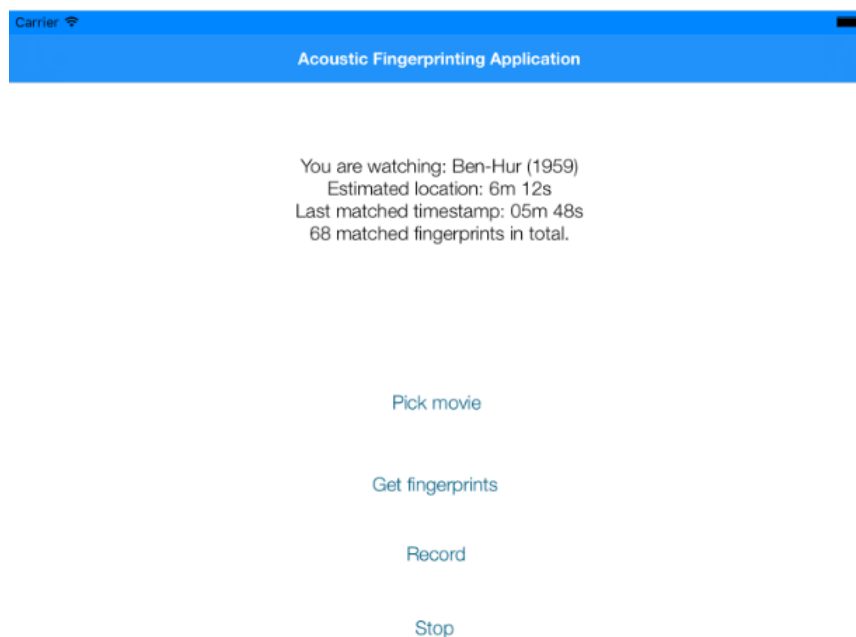 Carrier
Acoustic Fingerprinting Application
You are watching: Ben-Hur (1959)
Estimated location: 6m 12s
Last matched timestamp: 05m 48s
68 matched fingerprints in total.
Pick movie
Get fingerprints
Record
Stop